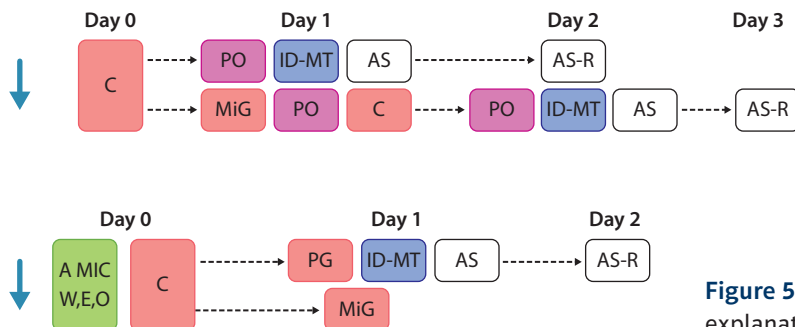 Day 0 Day 1 Day 2 Day 3
C PO ID-MT AS AS-R
MiG PO C PO ID-MT AS AS-R
Day 0 Day 1 Day 2
A MIC
W,E,O
C PG ID-MT AS AS-R
MiG
Figure 5
explanat